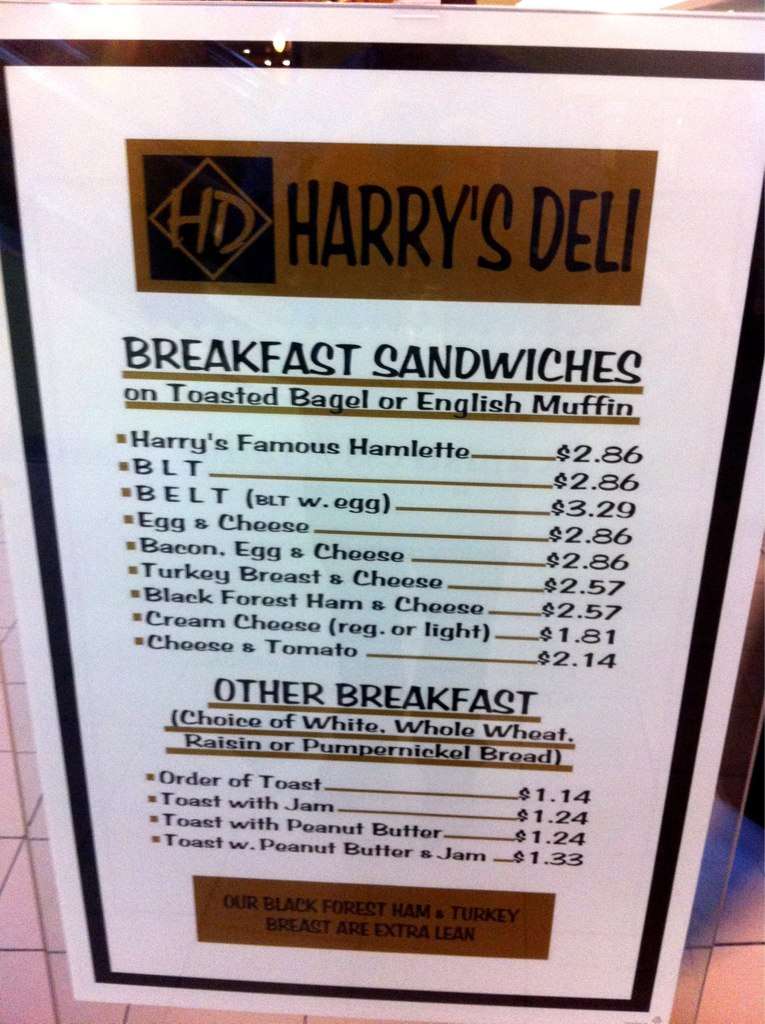 HD HARRY'S DELI
BREAKFAST SANDWICHES
on Toasted Bagel or English Muffin
Harry's Famous Hamlette $2.86
BLT $2.86
BELT (BLT w. egg) $3.29
Egg & Cheese $2.86
Bacon, Egg & Cheese $2.86
Turkey Breast & Cheese $2.57
Black Forest Ham & Cheese $2.57
Cream Cheese (reg. or light) $1.81
Cheese & Tomato $2.14
OTHER BREAKFAST
(Choice of White, Whole Wheat,
Raisin or Pumpernickel Bread)
Order of Toast $1.14
Toast with Jam $1.24
Toast with Peanut Butter $1.24
Toast w. Peanut Butter & Jam $1.33
OUR BLACK FOREST HAM & TURKEY
BREAST ARE EXTRA LEAN